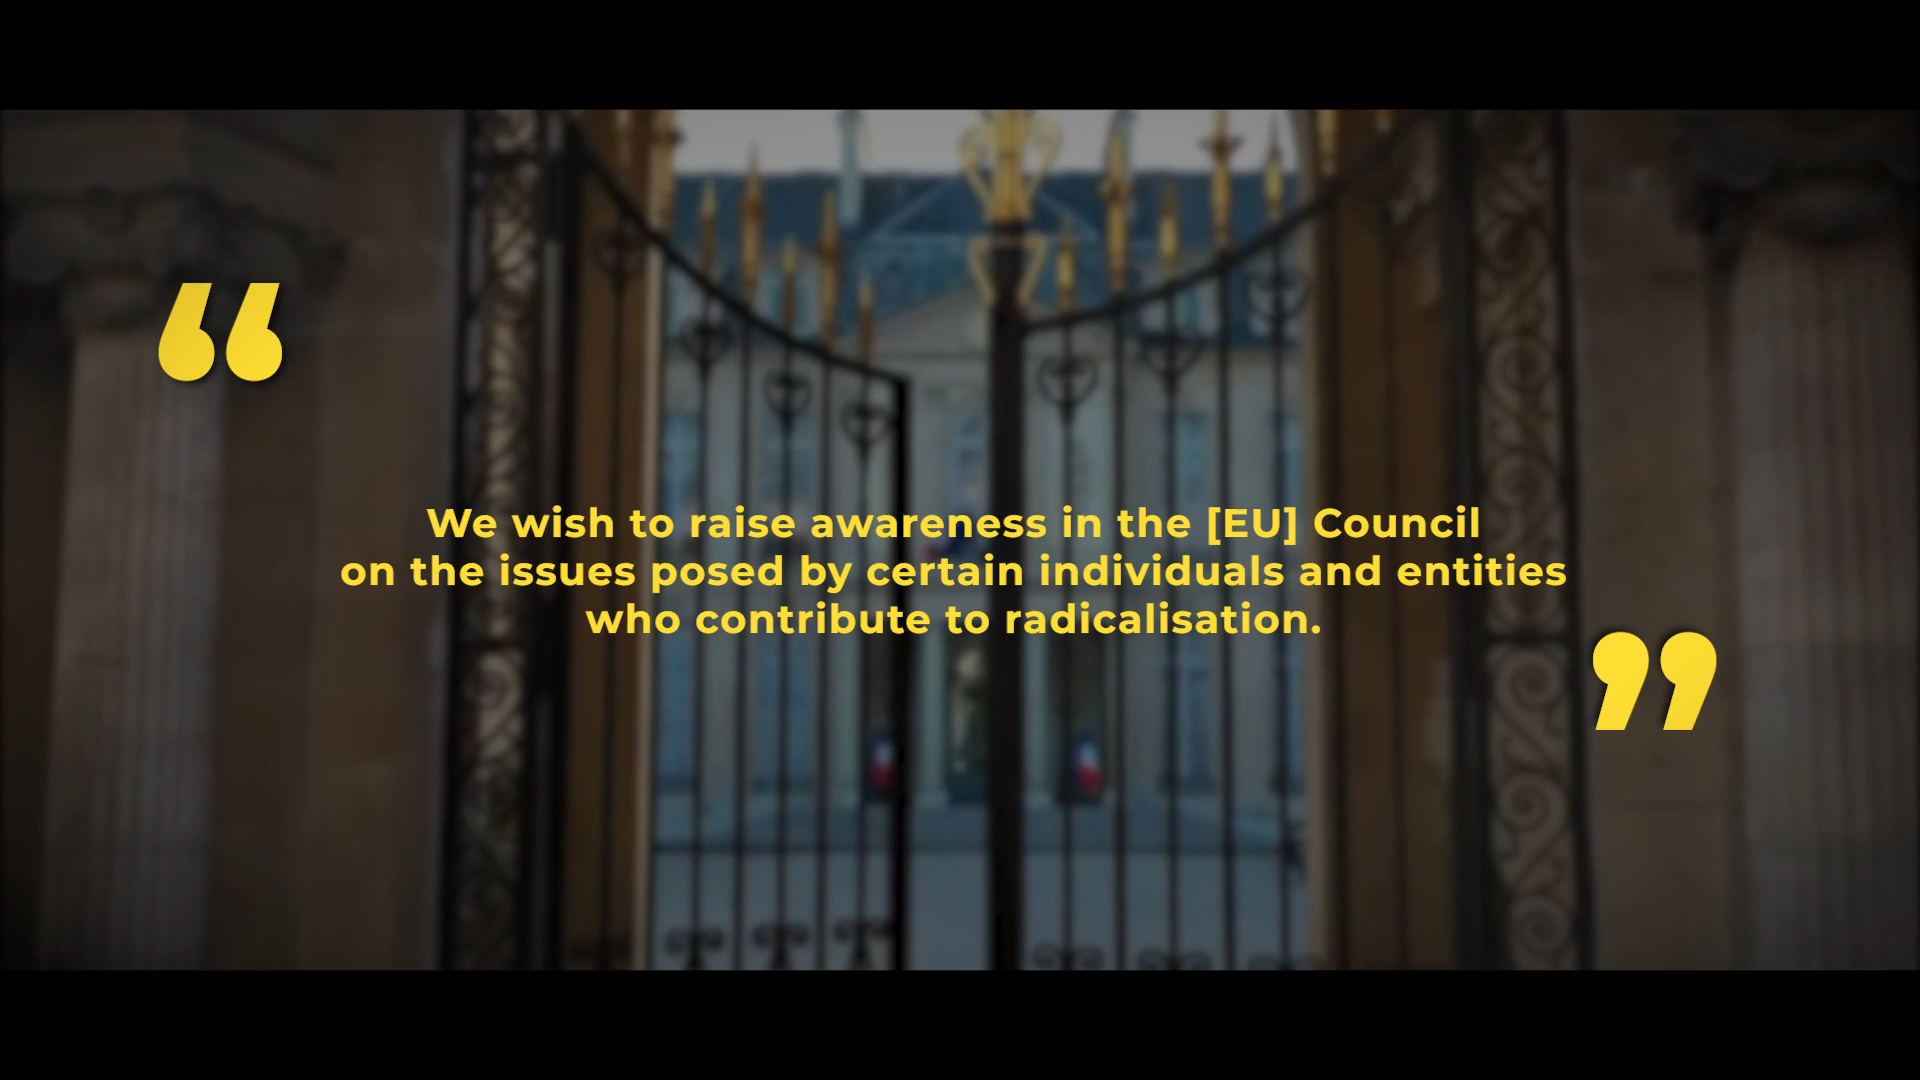 “
We wish to raise awareness in the [EU] Council
on the issues posed by certain individuals and entities
who contribute to radicalisation.
”